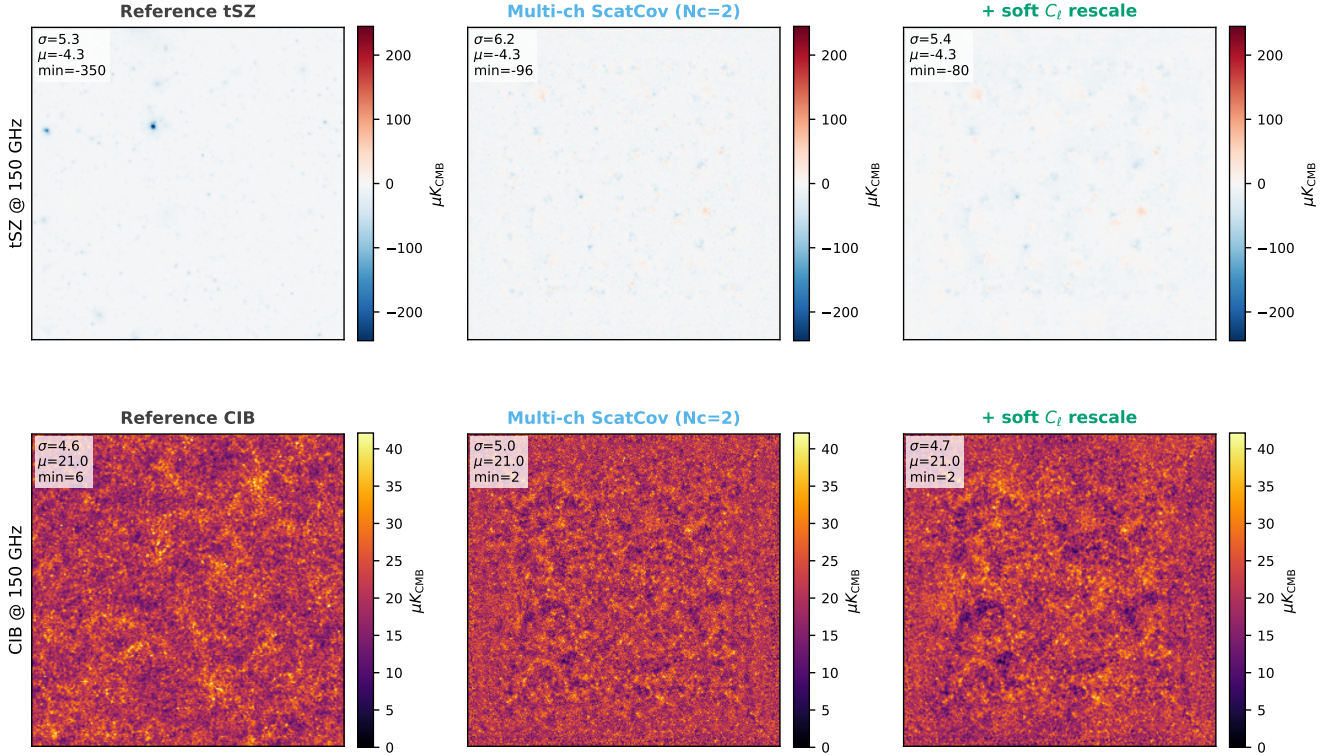 Reference tSZ
Multi-ch ScatCov (Nc=2)
+ soft Cℓ rescale
tSZ @ 150 GHz
σ=5.3
μ=-4.3
min=-350
200
100
0
−100
−200
μK_CMB
σ=6.2
μ=-4.3
min=-96
200
100
0
−100
−200
μK_CMB
σ=5.4
μ=-4.3
min=-80
200
100
0
−100
−200
μK_CMB
Reference CIB
Multi-ch ScatCov (Nc=2)
+ soft Cℓ rescale
CIB @ 150 GHz
σ=4.6
μ=21.0
min=6
40
35
30
25
20
15
10
5
0
μK_CMB
σ=5.0
μ=21.0
min=2
40
35
30
25
20
15
10
5
0
μK_CMB
σ=4.7
μ=21.0
min=2
40
35
30
25
20
15
10
5
0
μK_CMB